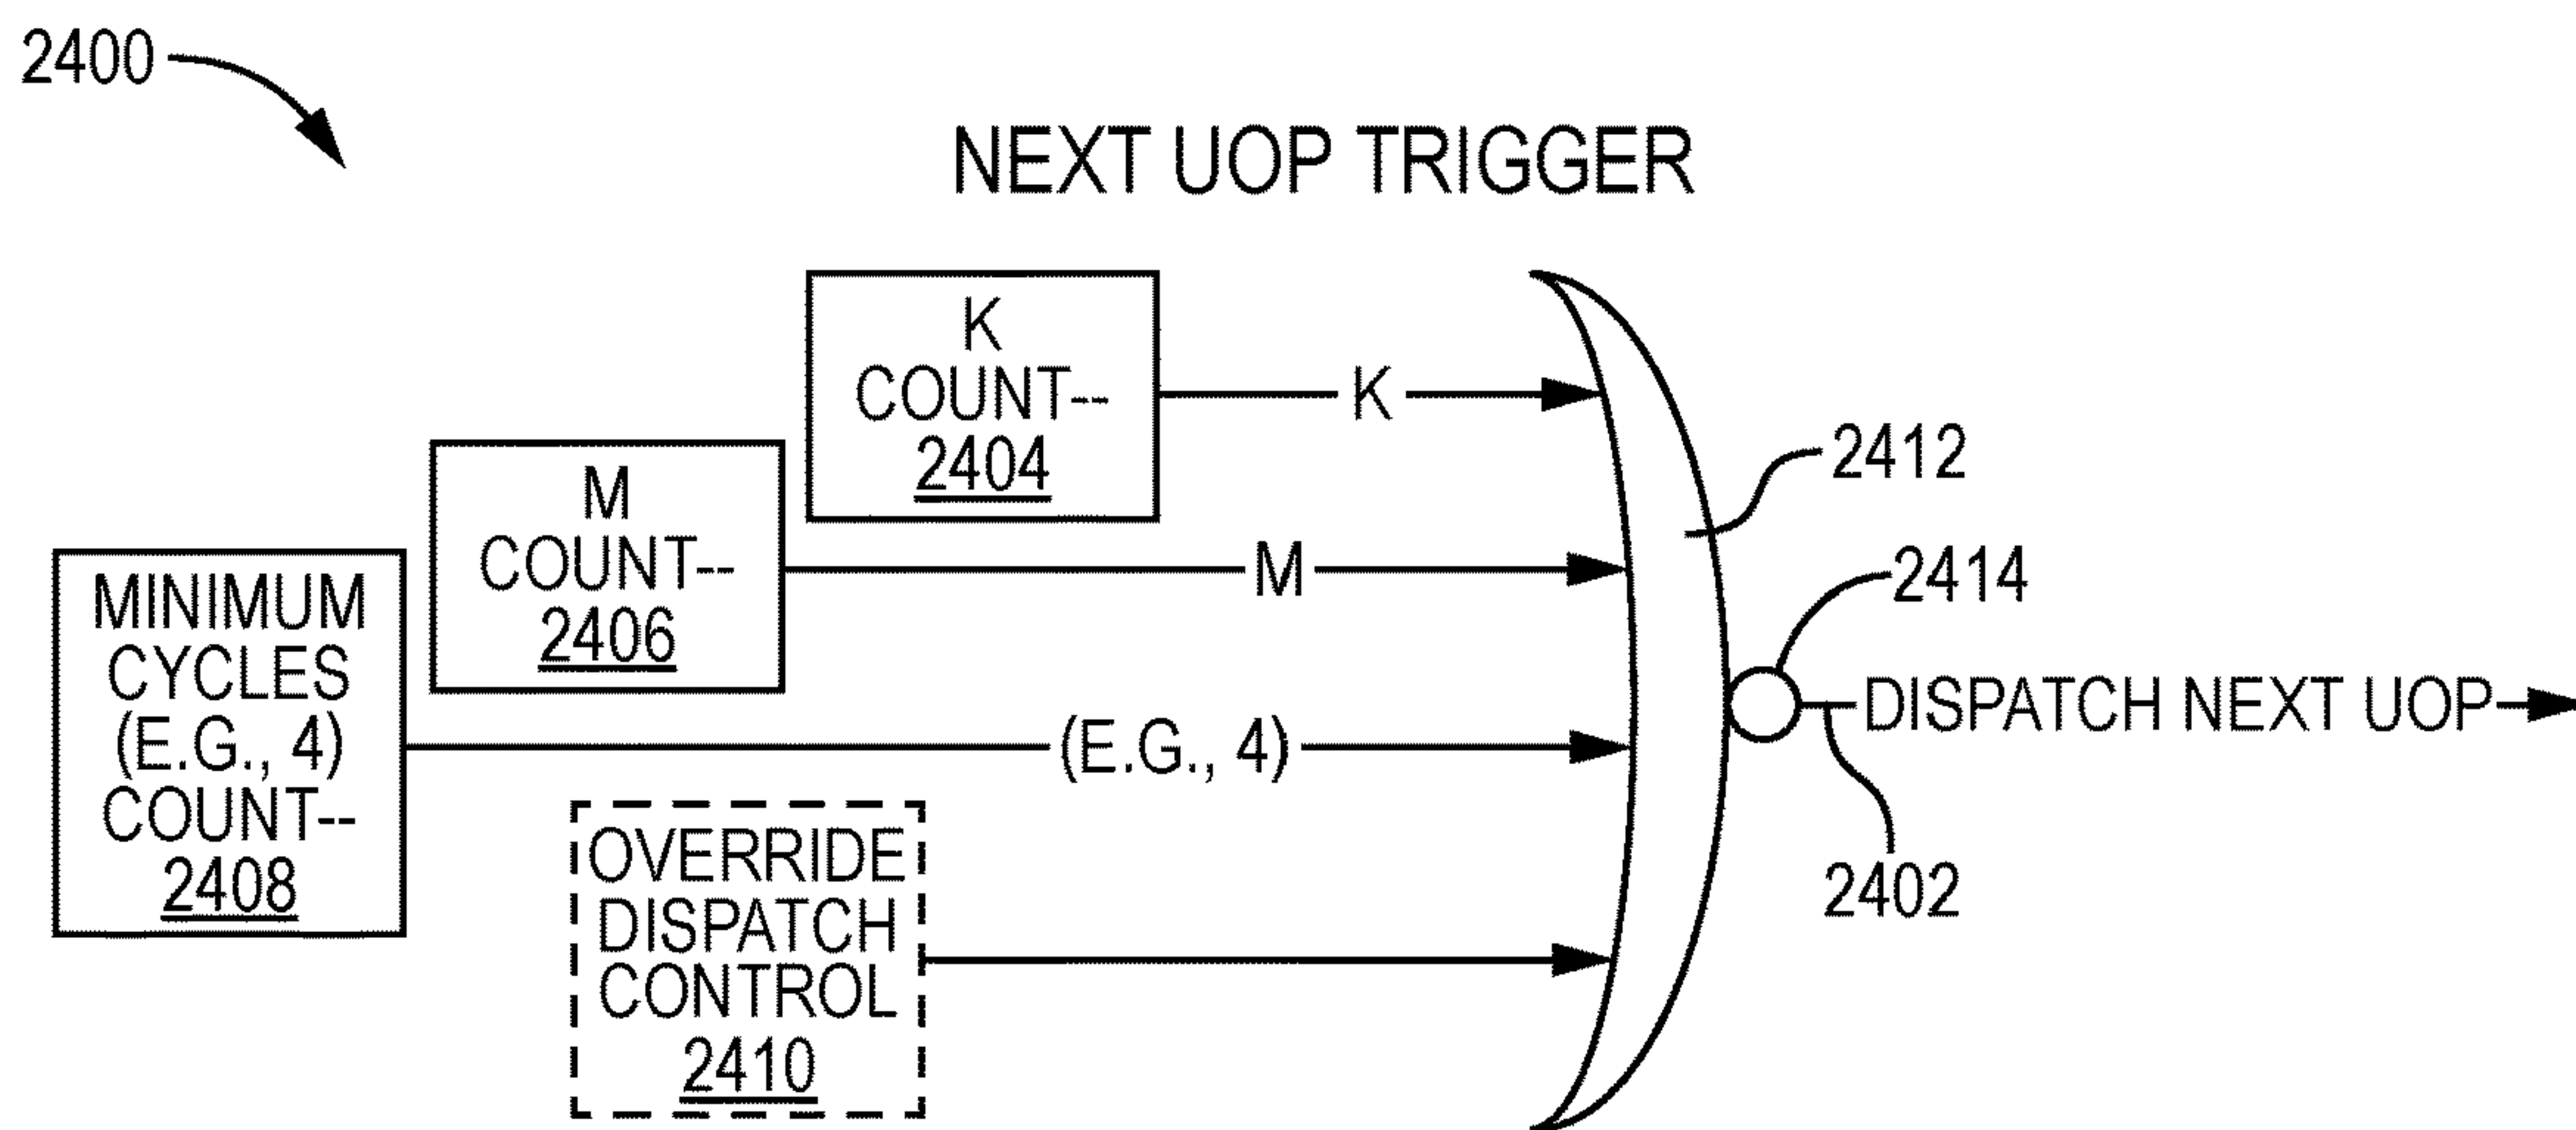 2400
NEXT UOP TRIGGER
K
COUNT--
2404
K
M
COUNT--
2406
M
MINIMUM
CYCLES
(E.G., 4)
COUNT--
2408
(E.G., 4)
OVERRIDE
DISPATCH
CONTROL
2410
2412
2414
DISPATCH NEXT UOP
2402